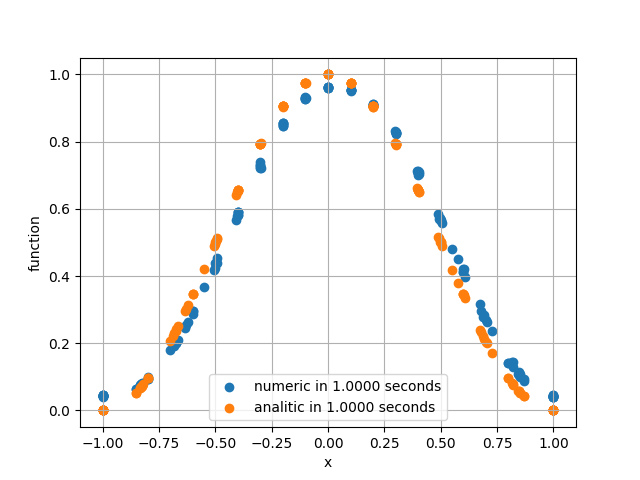 1.0
0.8
0.6
0.4
0.2
0.0
function
numeric in 1.0000 seconds
analitic in 1.0000 seconds
−1.00 −0.75 −0.50 −0.25 0.00 0.25 0.50 0.75 1.00
x